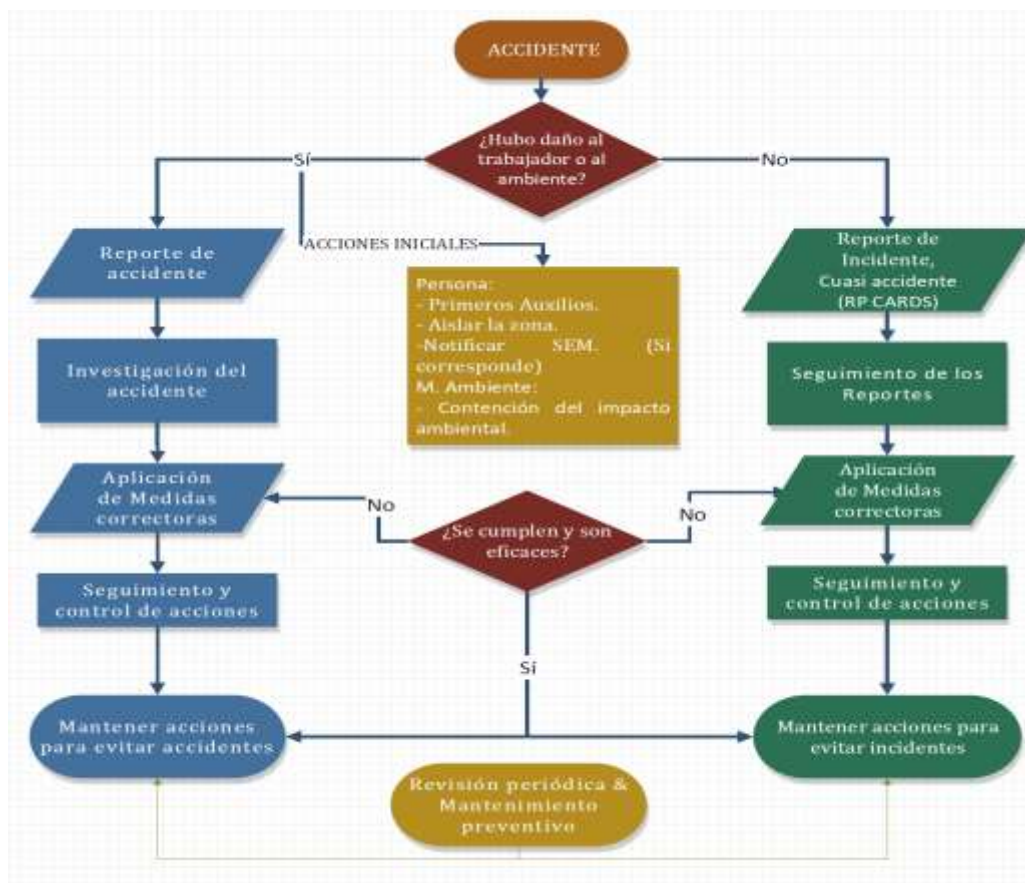 ACCIDENTE
¿Hubo daño al
trabajador o al
ambiente?
Sí
No
Reporte de
accidente
ACCIONES INICIALES
Reporte de
Incidente,
Cuasi accidente
(RP CARDS)
Persona:
- Primeros Auxilios.
- Aislar la zona.
-Notificar SEM. (Si
corresponde)
M. Ambiente:
- Contención del impacto
ambiental.
Investigación del
accidente
Seguimiento de los
Reportes
Aplicación
de Medidas
correctoras
No
¿Se cumplen y son
eficaces?
No
Aplicación
de Medidas
correctoras
Seguimiento y
control de acciones
Seguimiento y
control de acciones
Sí
Mantener acciones
para evitar accidentes
Mantener acciones para
evitar incidentes
Revisión periódica &
Mantenimiento
preventivo